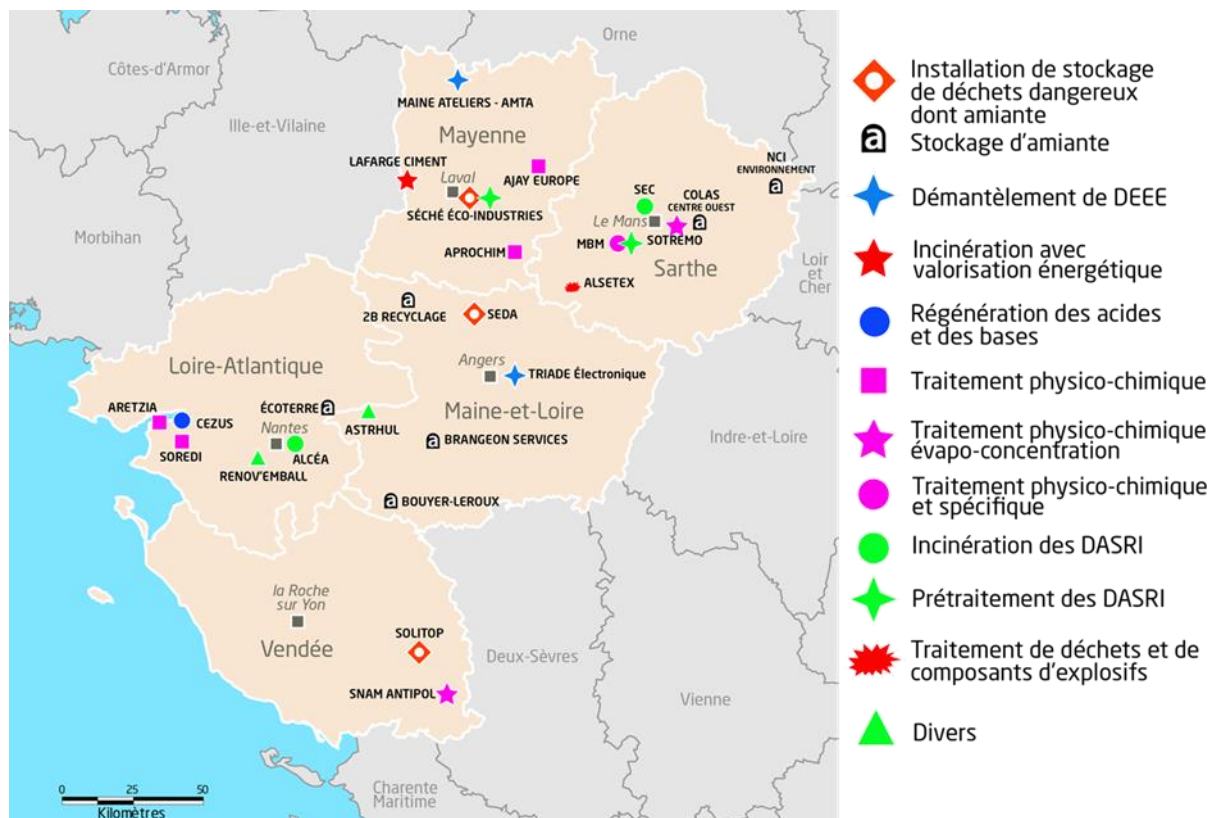 Orne
Côtes-d'Armor
Ille-et-Vilaine
MAINE ATELIERS - AMTA
Mayenne
LAFARGE CIMENT
Laval
AJAY EUROPE
SÉCHÉ ÉCO-INDUSTRIES
NCI
ENVIRONNEMENT
a
SEC
COLAS
CENTRE OUEST
a
Le Mans
MBM
SOTREMO
Sarthe
Morbihan
APROCHIM
Loir
et
Cher
ALSETEX
a
2B RECYCLAGE
SEDA
Loire-Atlantique
Angers
TRIADE Électronique
Maine-et-Loire
ARETZIA
CEZUS
ÉCOTERRE
a
Nantes
ASTRHUL
SOREDI
ALCÉA
RENOV'EMBALL
a
BRANGEON SERVICES
Indre-et-Loire
a
BOUYER-LEROUX
la Roche
sur Yon
Vendée
SOLITOP
Deux-Sèvres
SNAM ANTIPOL
Vienne
Charente
Maritime
0 25 50
Kilomètres
Installation de stockage
de déchets dangereux
dont amiante
a
Stockage d'amiante
Démantèlement de DEEE
Incinération avec
valorisation énergétique
Régénération des acides
et des bases
Traitement physico-chimique
Traitement physico-chimique
évapo-concentration
Traitement physico-chimique
et spécifique
Incinération des DASRI
Prétraitement des DASRI
Traitement de déchets et de
composants d'explosifs
Divers